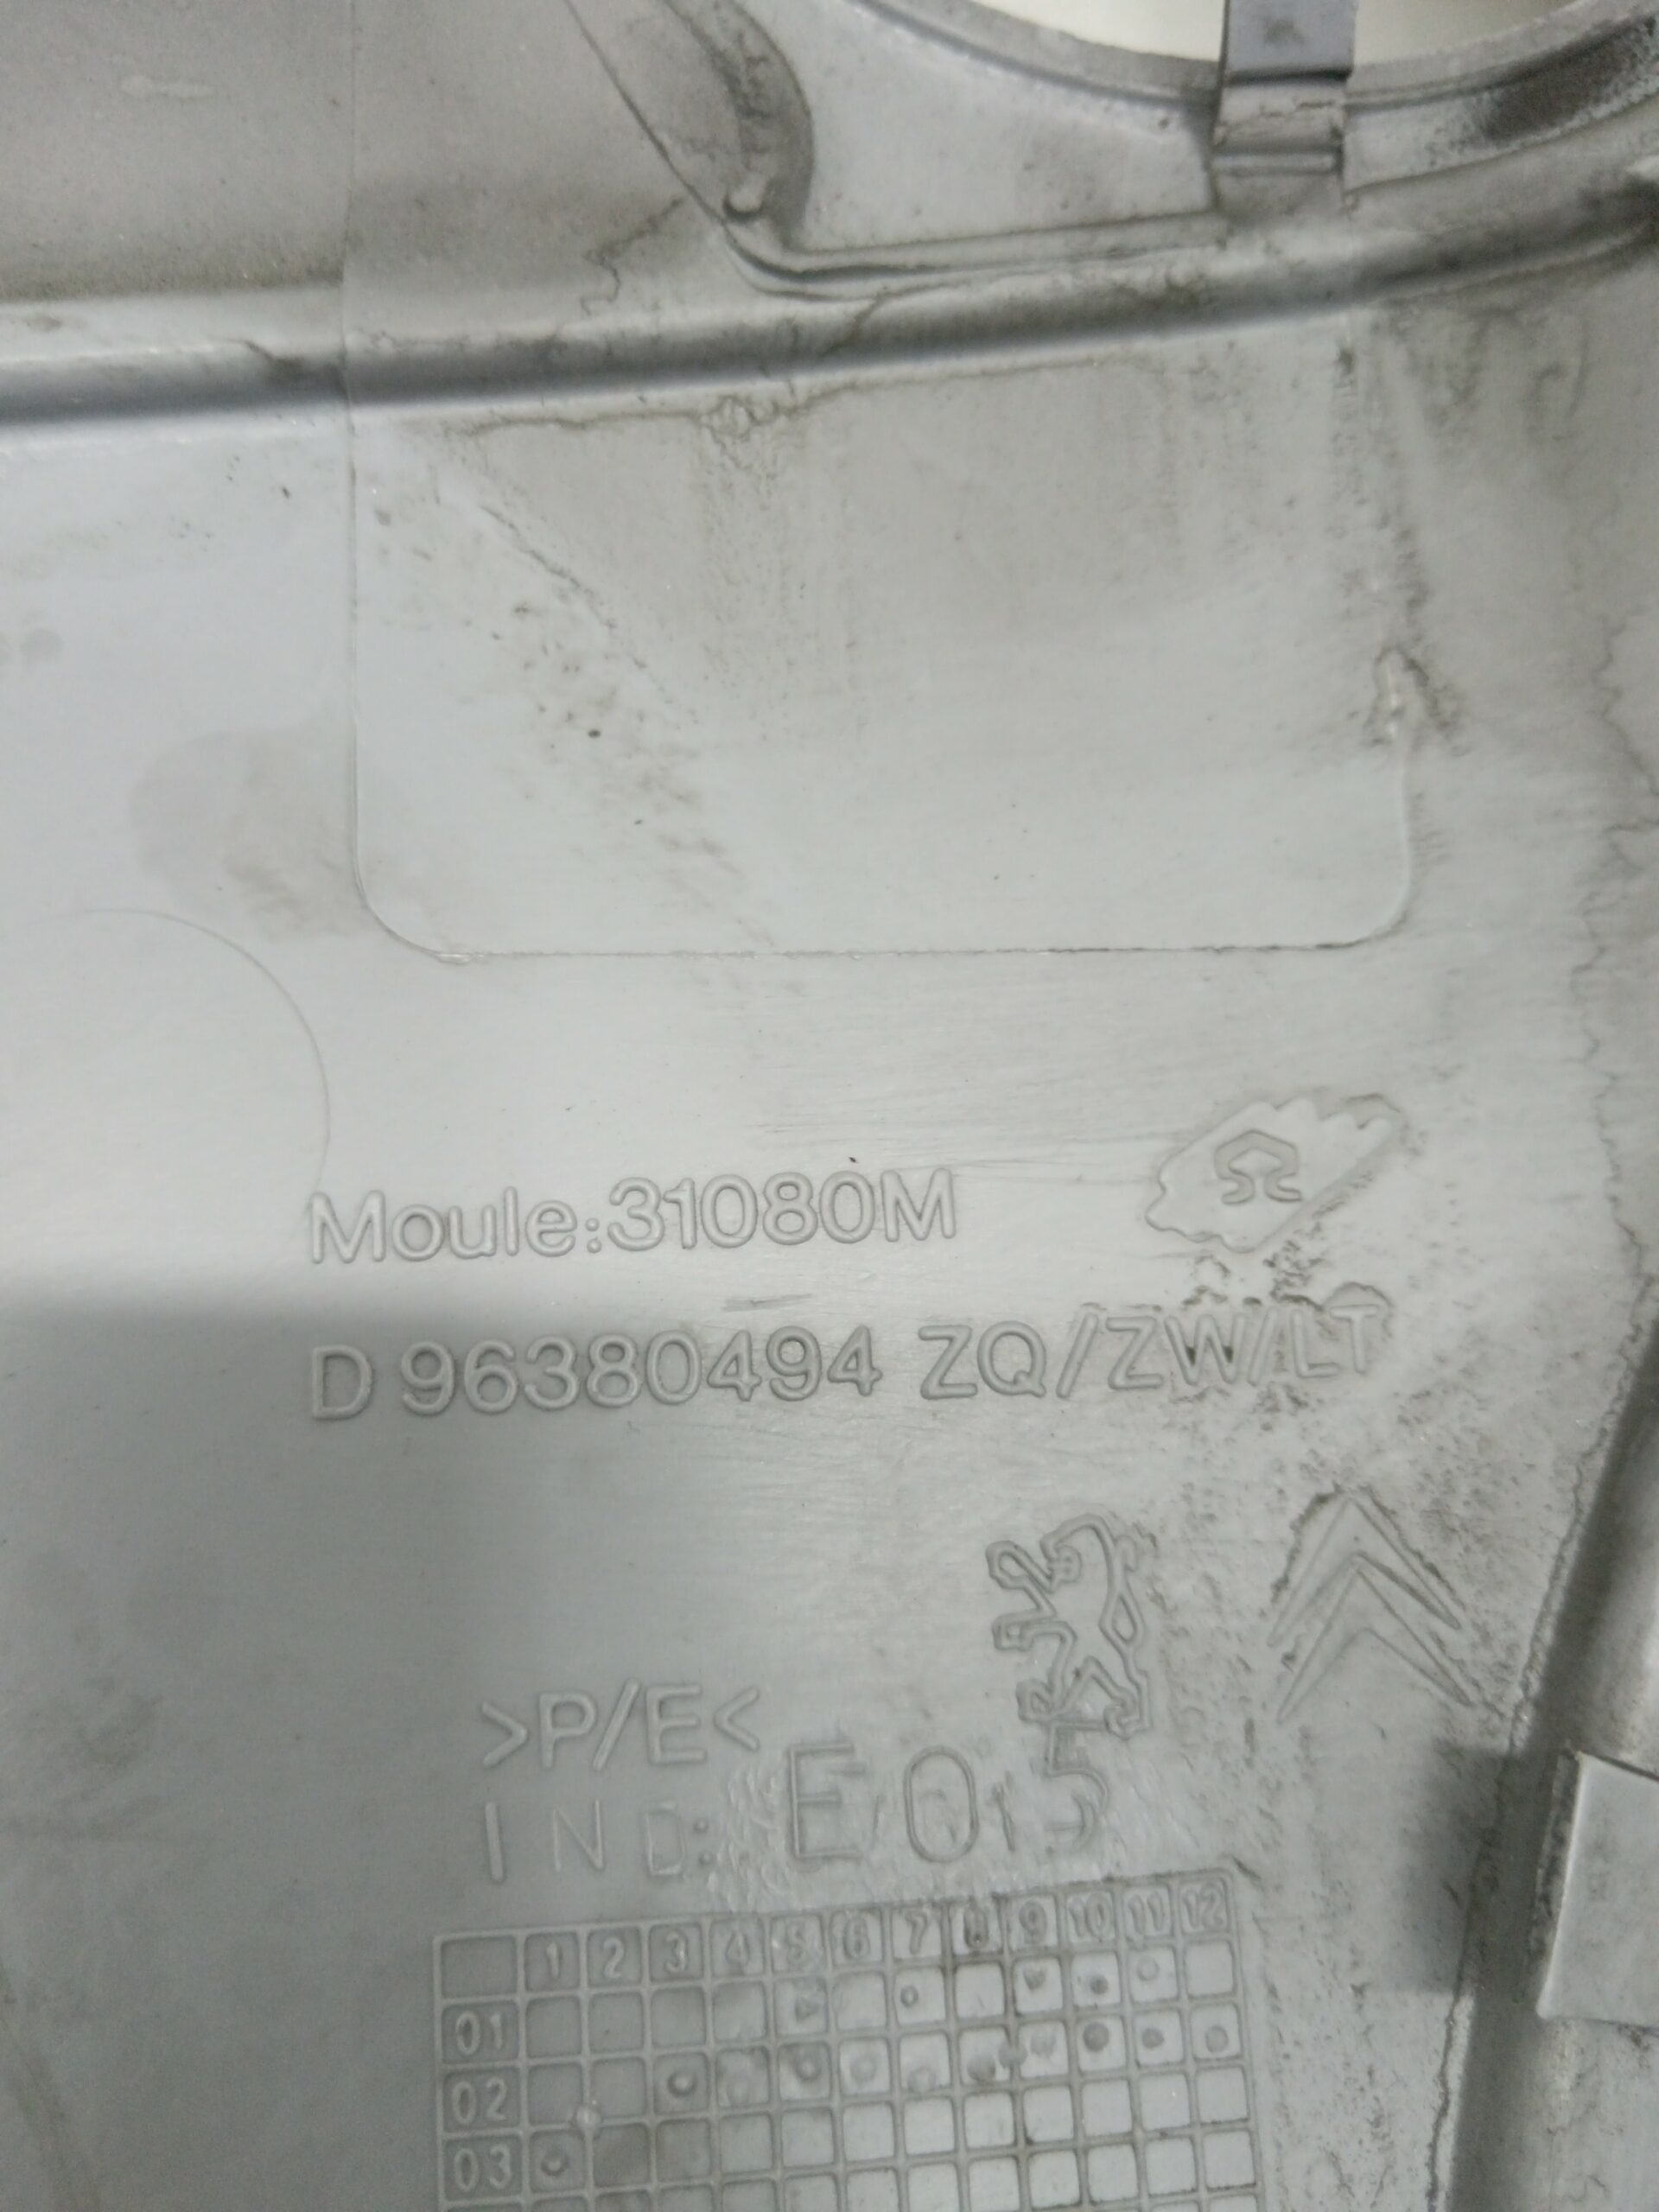 Moule:31080M
D 96380494 ZQ/ZW/LT
>P/E<
IND: E05
1 2 3 4 5 6 7 8 9 10 11 12
01
02
03